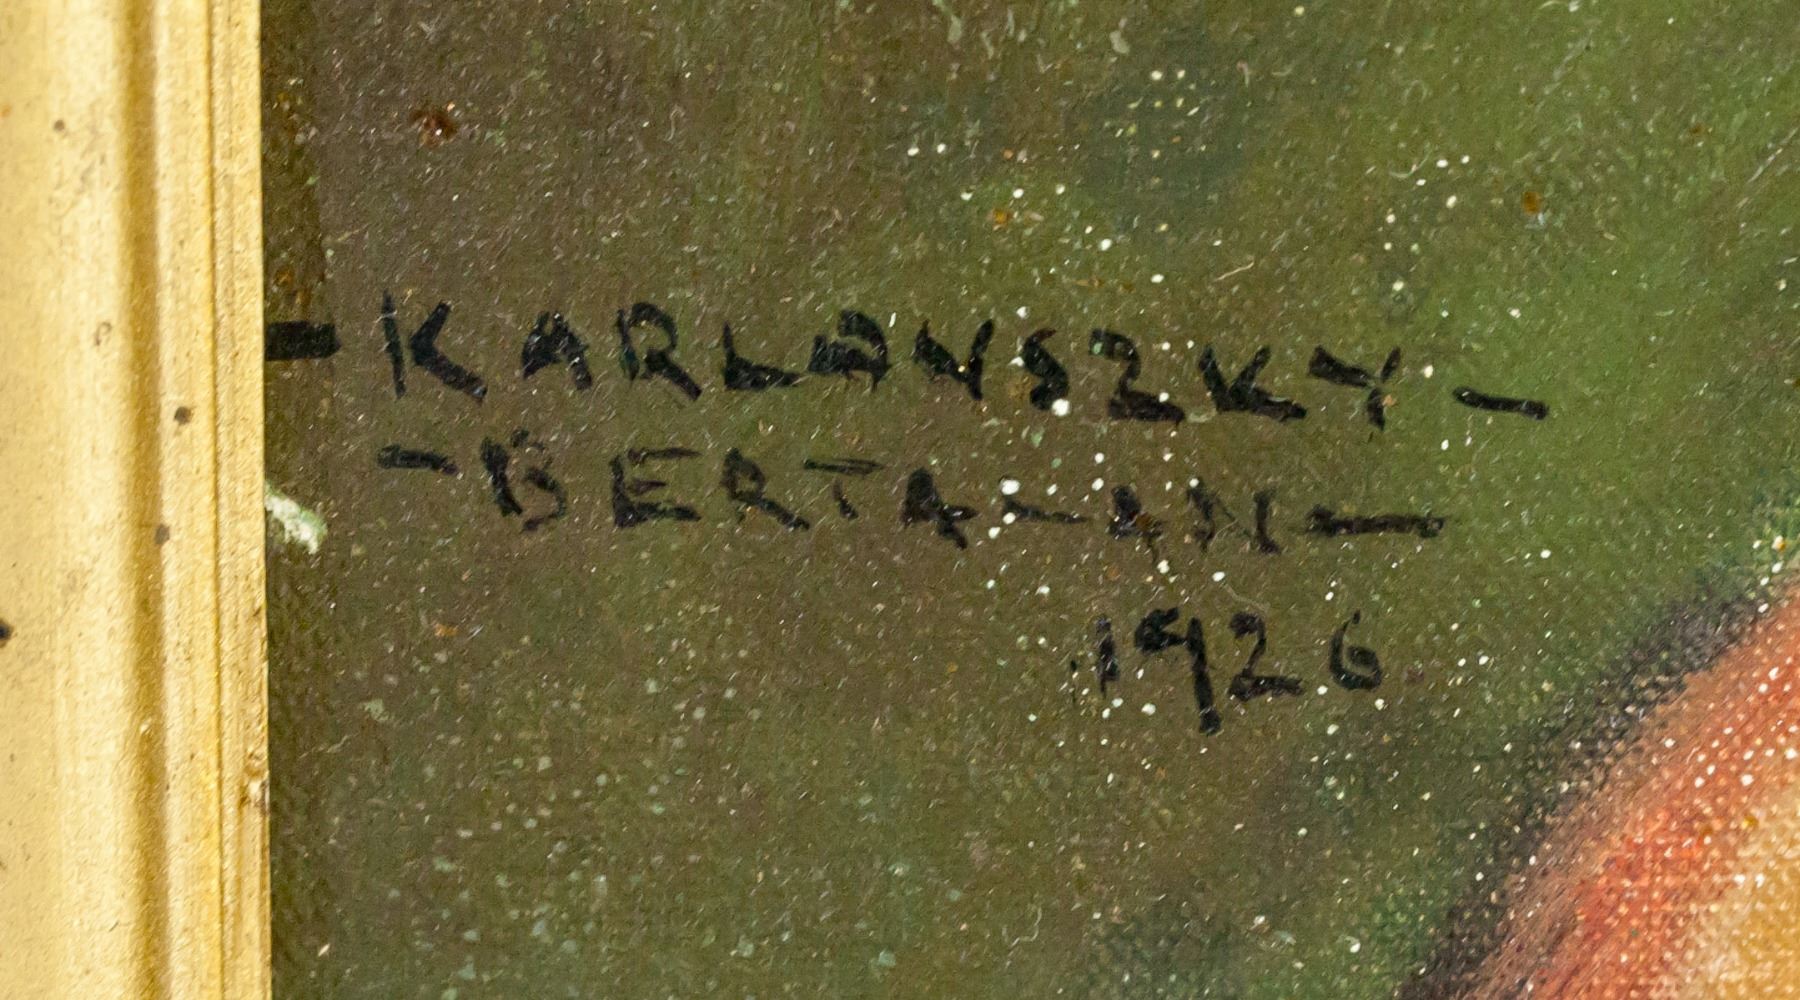 -KARLOVSZKY-
-BERTALAN-
1926